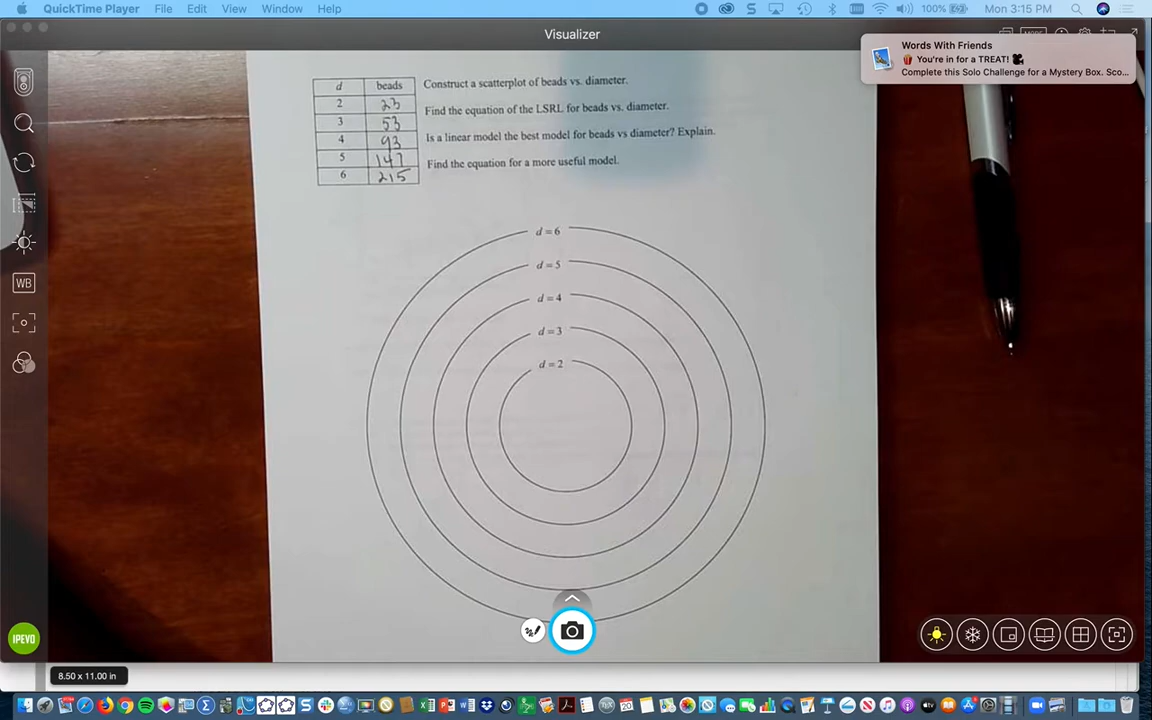 QuickTime Player File Edit View Window Help 100% Mon 3:15 PM
Visualizer
Words With Friends
You're in for a TREAT!
Complete this Solo Challenge for a Mystery Box. Sco...
d beads
2 23
3 53
4 93
5 147
6 215
Construct a scatterplot of beads vs. diameter.
Find the equation of the LSRL for beads vs. diameter.
Is a linear model the best model for beads vs diameter? Explain.
Find the equation for a more useful model.
d = 6
d = 5
d = 4
d = 3
d = 2
WB
IPEVO
8.50 x 11.00 in